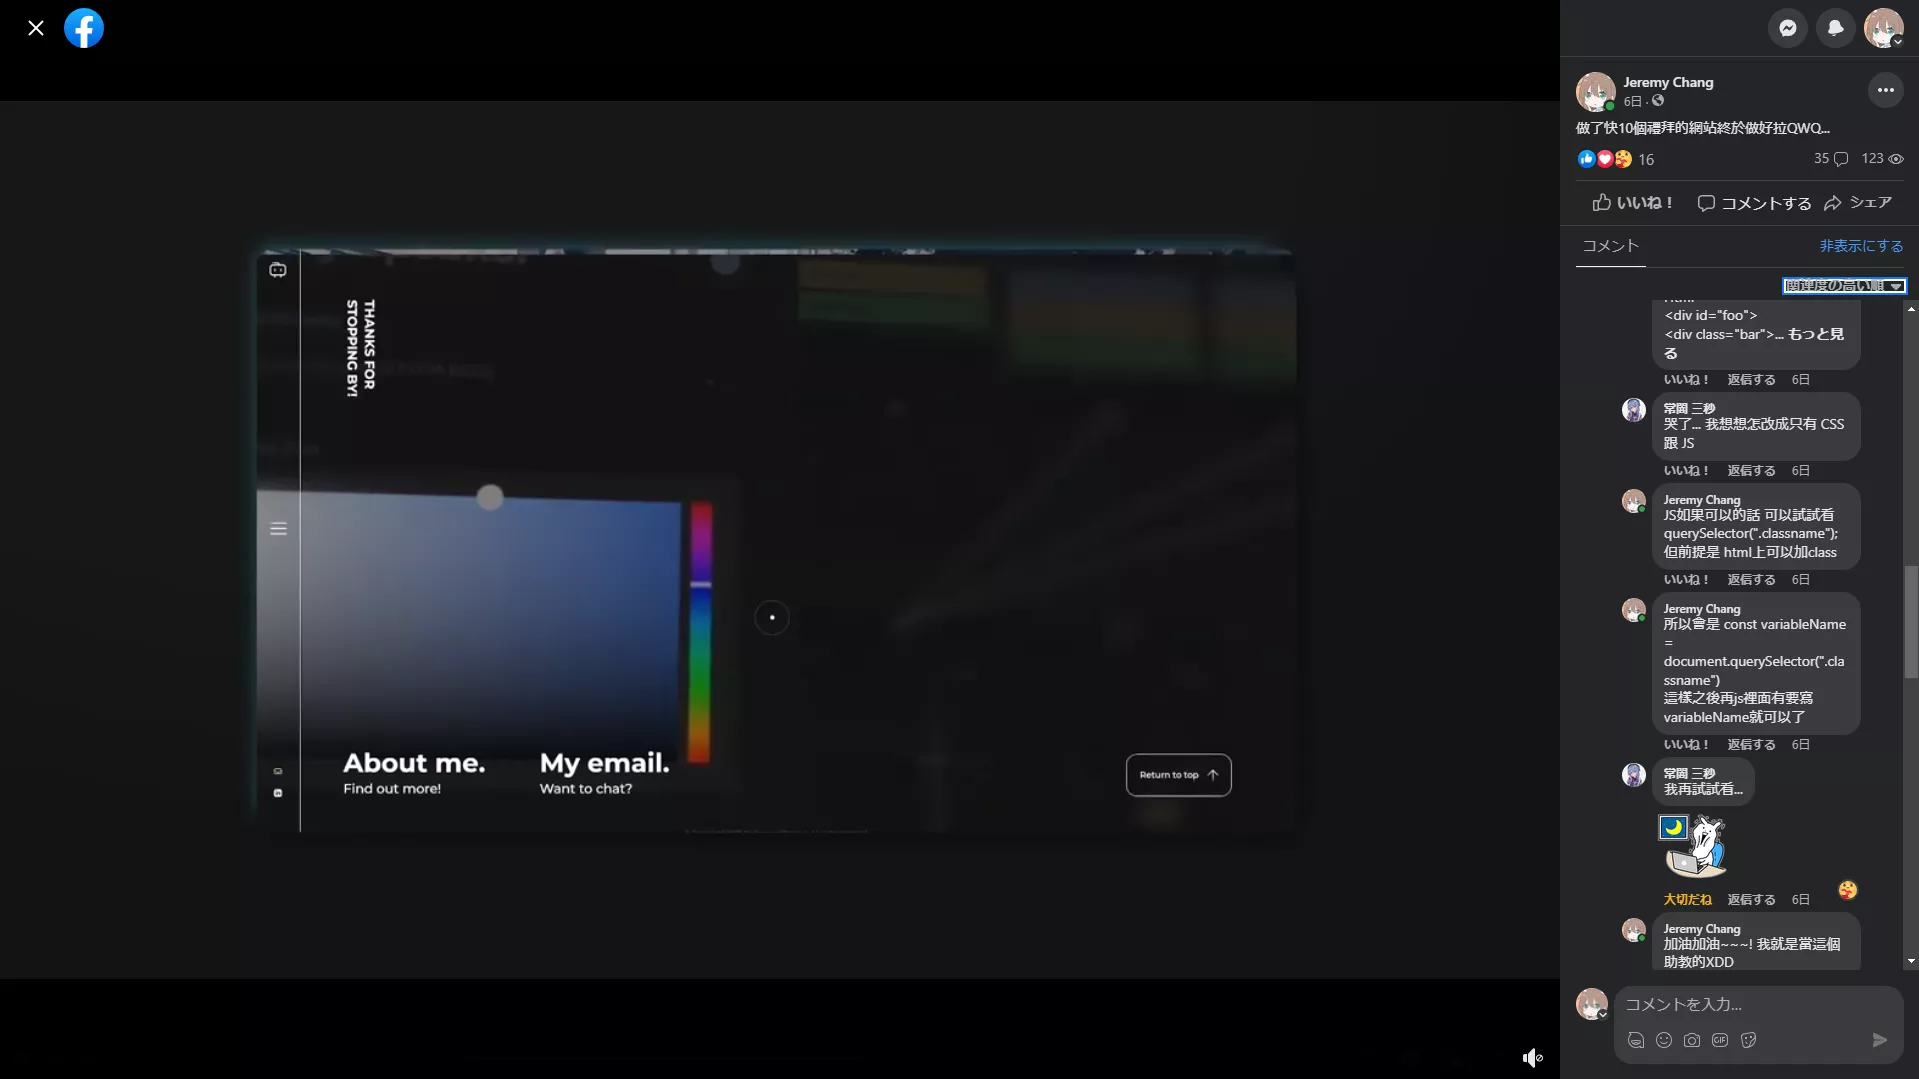 THANKS FOR
STOPPING BY!
About me.
Find out more!
My email.
Want to chat?
Return to top
Jeremy Chang
6日 ·
做了快10個禮拜的網站終於做好拉QWQ...
16
35
123
いいね！
コメントする
シェア
コメント
非表示にする
関連度の高い順
<div id="foo">
<div class="bar">... もっと見
る
いいね！ 返信する 6日
常闇 三秒
哭了... 我想想怎改成只有 CSS
跟 JS
いいね！ 返信する 6日
Jeremy Chang
JS如果可以的話 可以試試看
querySelector(".classname");
但前提是 html上可以加class
いいね！ 返信する 6日
Jeremy Chang
所以會是 const variableName
=
document.querySelector(".cla
ssname")
這樣之後再js裡面有要寫
variableName就可以了
いいね！ 返信する 6日
常闇 三秒
我再試試看...
大切だね 返信する 6日
Jeremy Chang
加油加油~~~! 我就是當這個
助教的XDD
コメントを入力...
GIF